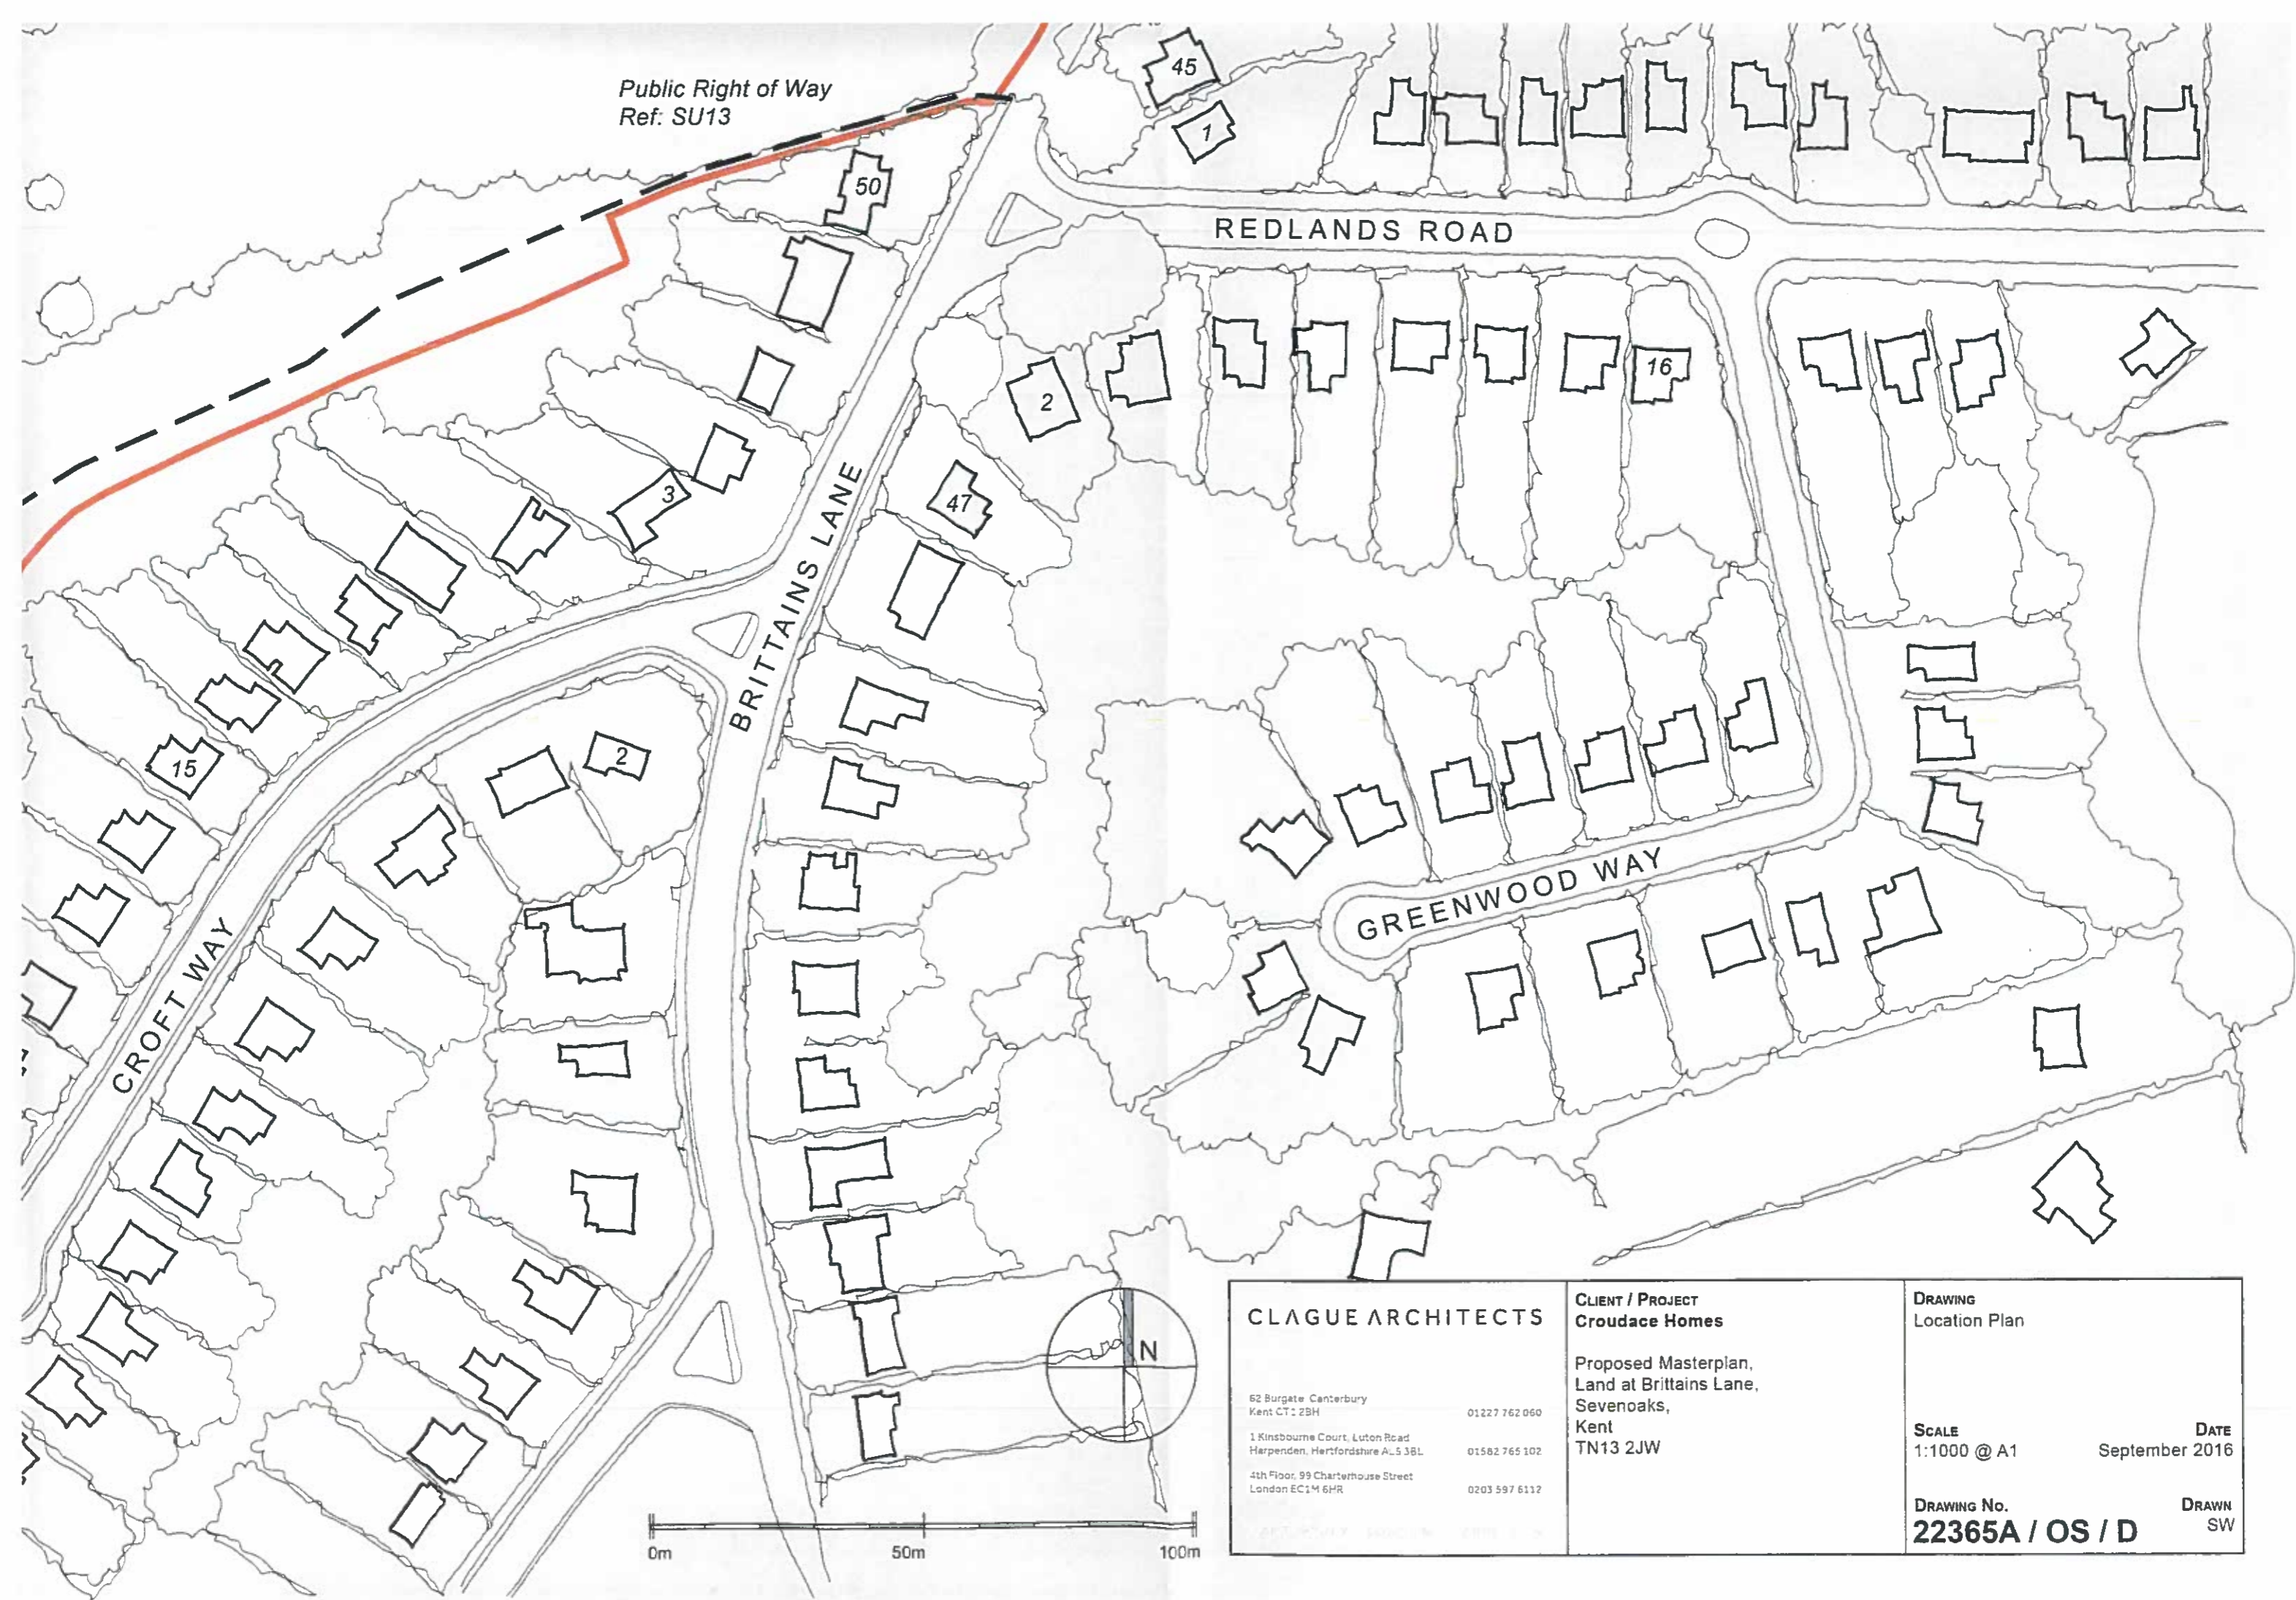 45
Public Right of Way
Ref: SU13
1
50
REDLANDS ROAD
2
16
47
3
BRITTAINS LANE
15
2
CROFT WAY
GREENWOOD WAY
N
0m 50m 100m
CLAGUE ARCHITECTS
62 Burgate Canterbury
Kent CT1 2BH 01227 762 060
1 Kinsbourne Court, Luton Road
Harpenden, Hertfordshire AL5 3BL 01582 765 102
4th Floor, 99 Charterhouse Street
London EC1M 6HR 0203 597 6112
CLIENT / PROJECT
Croudace Homes
Proposed Masterplan,
Land at Brittains Lane,
Sevenoaks,
Kent
TN13 2JW
DRAWING
Location Plan
SCALE DATE
1:1000 @ A1 September 2016
DRAWING No. DRAWN
22365A / OS / D SW